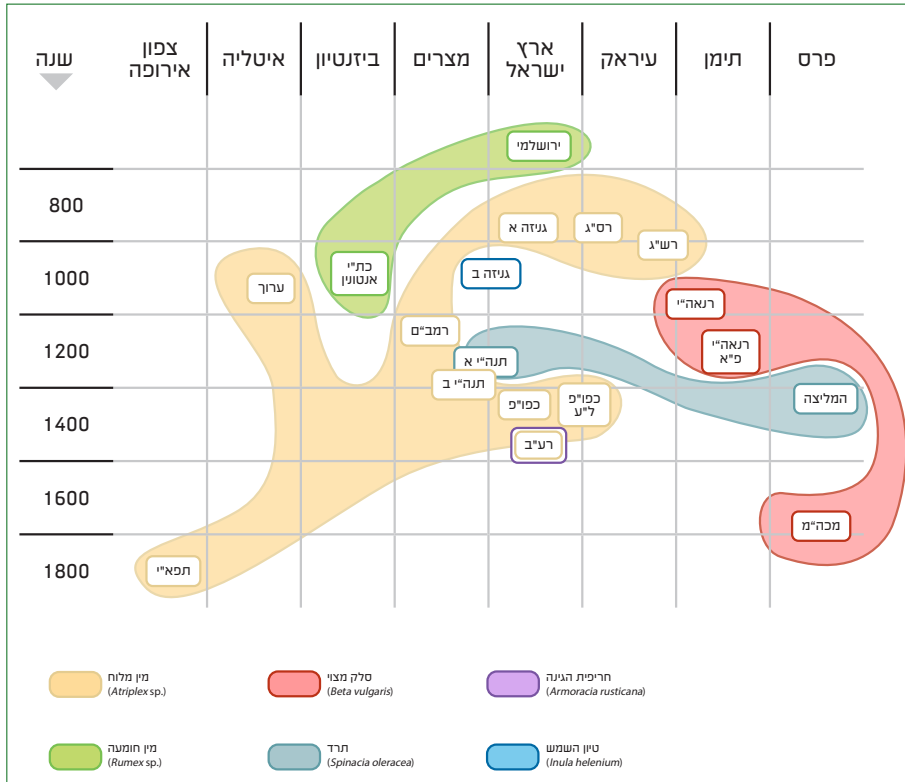 שנה
צפון
אירופה
איטליה
ביזנטיון
מצרים
ארץ
ישראל
עיראק
תימן
פרס
ירושלמי
800
גניזה א
רס"ג
רש"ג
1000
ערוך
כת"י
אנטונין
גניזה ב
רנאה"י
1200
רמב"ם
תנה"י א
רנאה"י
פ"א
תנה"י ב
המליצה
1400
כפו"פ
כפו"פ
ל"ע
רע"ב
1600
מכה"מ
1800
תפא"י
מין מלוח
(Atriplex sp.)
סלק מצוי
(Beta vulgaris)
חריפית הגינה
(Armoracia rusticana)
מין חומעה
(Rumex sp.)
תרד
(Spinacia oleracea)
טיון השמש
(Inula helenium)